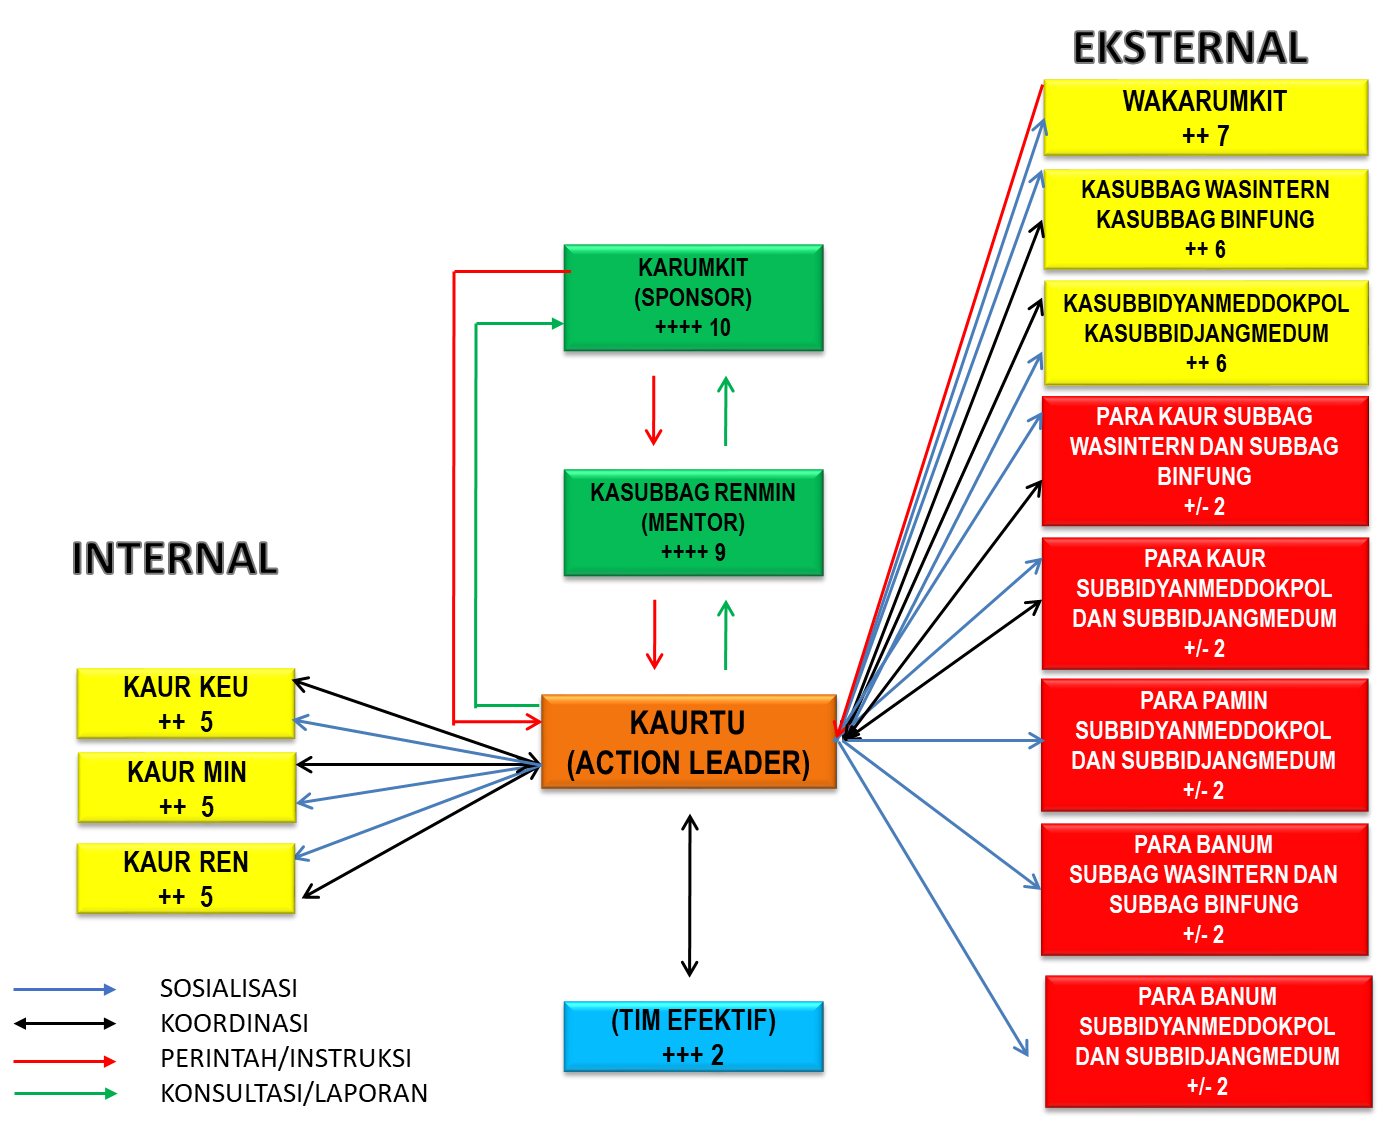 EKSTERNAL
WAKARUMKIT
++ 7
KASUBBAG WASINTERN
KASUBBAG BINFUNG
++ 6
KASUBBIDYANMEDDOKPOL
KASUBBIDJANGMEDUM
++ 6
PARA KAUR SUBBAG
WASINTERN DAN SUBBAG
BINFUNG
+/- 2
PARA KAUR
SUBBIDYANMEDDOKPOL
DAN SUBBIDJANGMEDUM
+/- 2
PARA PAMIN
SUBBIDYANMEDDOKPOL
DAN SUBBIDJANGMEDUM
+/- 2
PARA BANUM
SUBBAG WASINTERN DAN
SUBBAG BINFUNG
+/- 2
PARA BANUM
SUBBIDYANMEDDOKPOL
DAN SUBBIDJANGMEDUM
+/- 2
KARUMKIT
(SPONSOR)
++++ 10
KASUBBAG RENMIN
(MENTOR)
++++ 9
KAURTU
(ACTION LEADER)
(TIM EFEKTIF)
+++ 2
INTERNAL
KAUR KEU
++ 5
KAUR MIN
++ 5
KAUR REN
++ 5
SOSIALISASI
KOORDINASI
PERINTAH/INSTRUKSI
KONSULTASI/LAPORAN